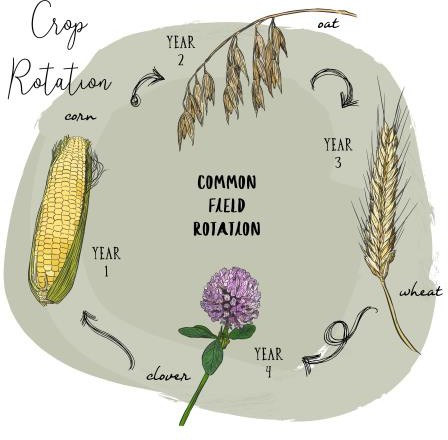 Crop
Rotation
corn
YEAR
1
YEAR
2
oat
YEAR
3
wheat
COMMON
FIELD
ROTATION
YEAR
4
clover